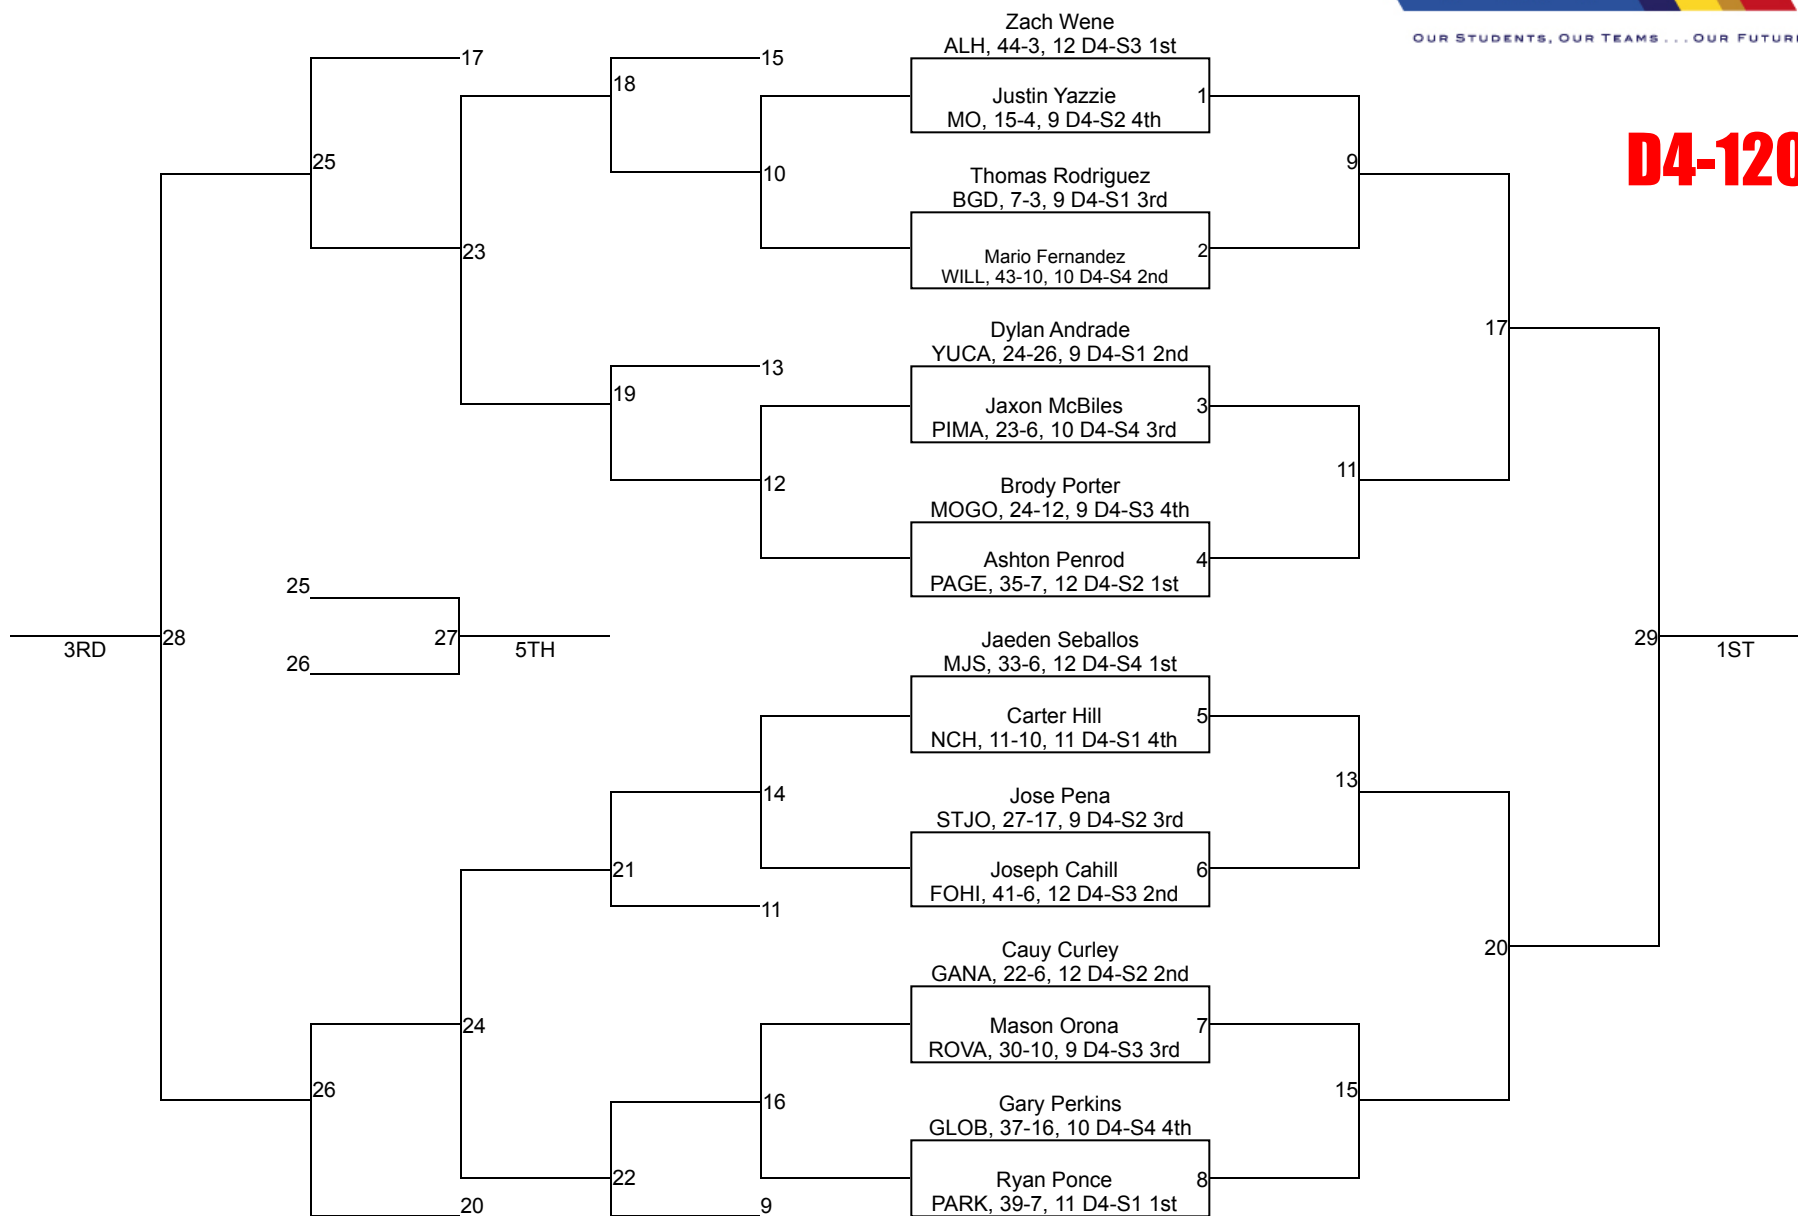 OUR STUDENTS, OUR TEAMS...OUR FUTURE
D4-120
Zach Wene
ALH, 44-3, 12 D4-S3 1st
Justin Yazzie
MO, 15-4, 9 D4-S2 4th
1
Thomas Rodriguez
BGD, 7-3, 9 D4-S1 3rd
Mario Fernandez
WILL, 43-10, 10 D4-S4 2nd
2
Dylan Andrade
YUCA, 24-26, 9 D4-S1 2nd
Jaxon McBiles
PIMA, 23-6, 10 D4-S4 3rd
3
Brody Porter
MOGO, 24-12, 9 D4-S3 4th
Ashton Penrod
PAGE, 35-7, 12 D4-S2 1st
4
Jaeden Seballos
MJS, 33-6, 12 D4-S4 1st
Carter Hill
NCH, 11-10, 11 D4-S1 4th
5
Jose Pena
STJO, 27-17, 9 D4-S2 3rd
Joseph Cahill
FOHI, 41-6, 12 D4-S3 2nd
6
Cauy Curley
GANA, 22-6, 12 D4-S2 2nd
Mason Orona
ROVA, 30-10, 9 D4-S3 3rd
7
Gary Perkins
GLOB, 37-16, 10 D4-S4 4th
Ryan Ponce
PARK, 39-7, 11 D4-S1 1st
8
9
11
13
15
17
20
29
1ST
15
10
13
12
14
11
16
9
18
19
21
22
17
23
24
20
25
26
25
26
27
5TH
28
3RD